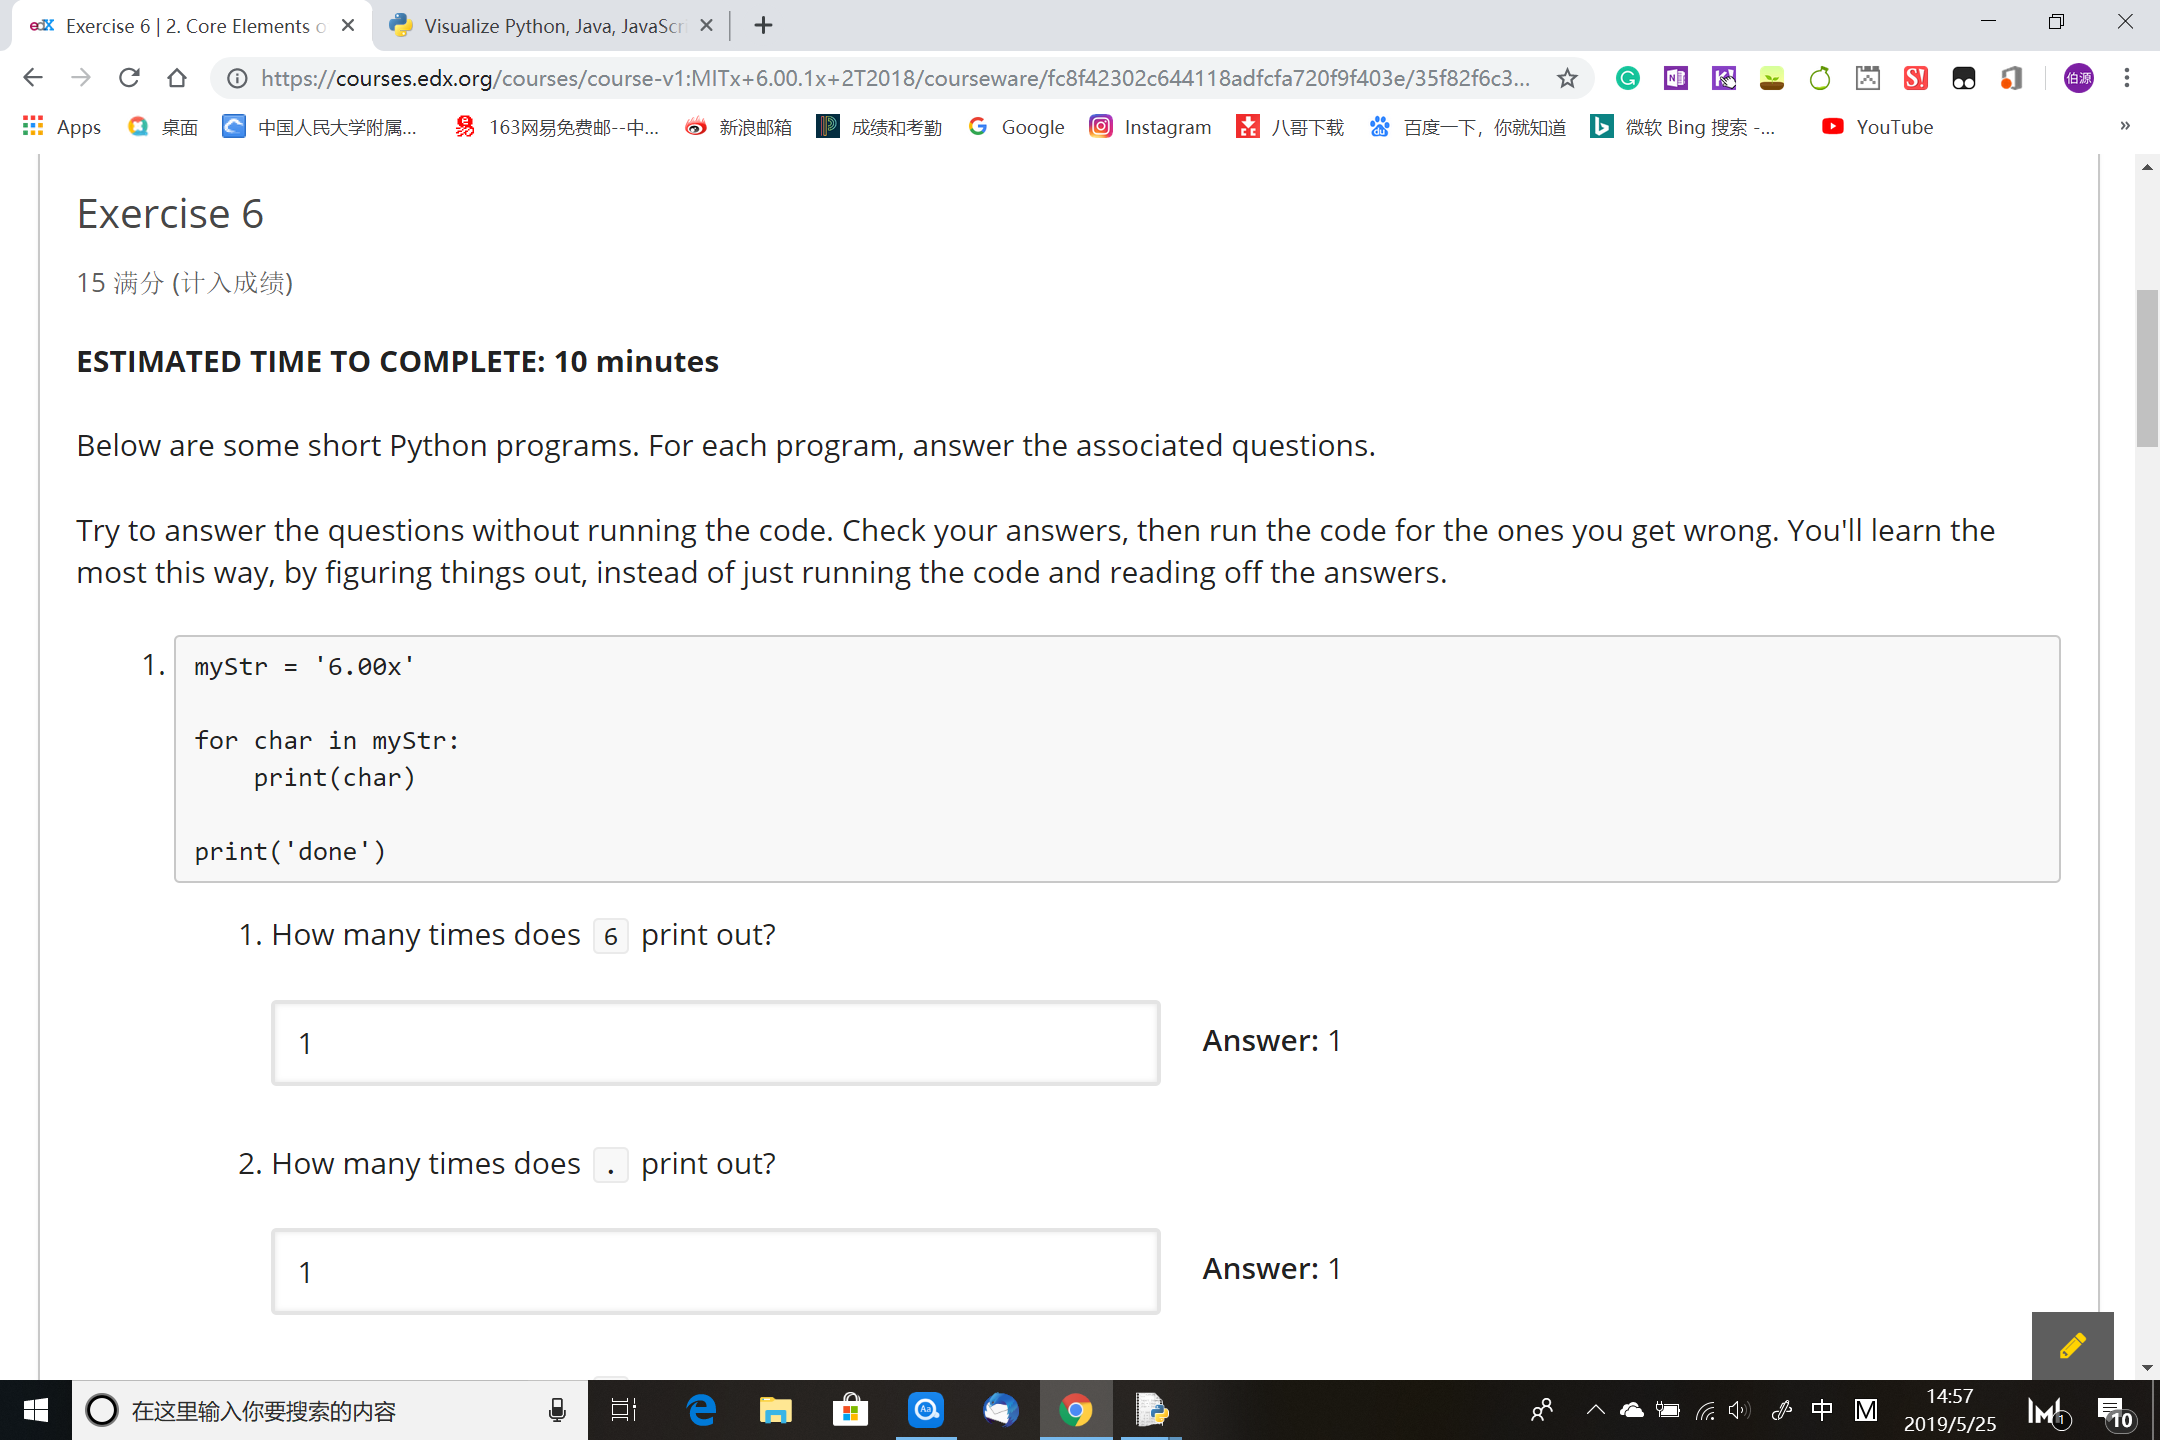 Exercise 6 | 2. Core Elements o
Visualize Python, Java, JavaScri
https://courses.edx.org/courses/course-v1:MITx+6.00.1x+2T2018/courseware/fc8f42302c644118adfcfa720f9f403e/35f82f6c3...
伯源
Apps 桌面 中国人民大学附属... 163网易免费邮--中... 新浪邮箱 成绩和考勤 Google Instagram 八哥下载 百度一下，你就知道 微软 Bing 搜索 -... YouTube »
Exercise 6
15 满分 (计入成绩)
ESTIMATED TIME TO COMPLETE: 10 minutes
Below are some short Python programs. For each program, answer the associated questions.
Try to answer the questions without running the code. Check your answers, then run the code for the ones you get wrong. You'll learn the
most this way, by figuring things out, instead of just running the code and reading off the answers.
1. myStr = '6.00x'
for char in myStr:
    print(char)
print('done')
1. How many times does 6 print out?
1
Answer: 1
2. How many times does . print out?
1
Answer: 1
在这里输入你要搜索的内容
中
14:57
2019/5/25
10